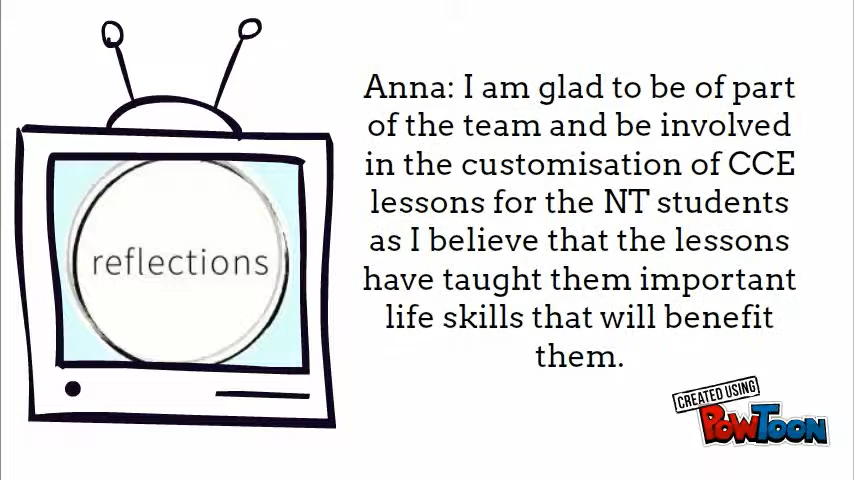 reflections
Anna: I am glad to be of part
of the team and be involved
in the customisation of CCE
lessons for the NT students
as I believe that the lessons
have taught them important
life skills that will benefit
them.
CREATED USING
POWTOON